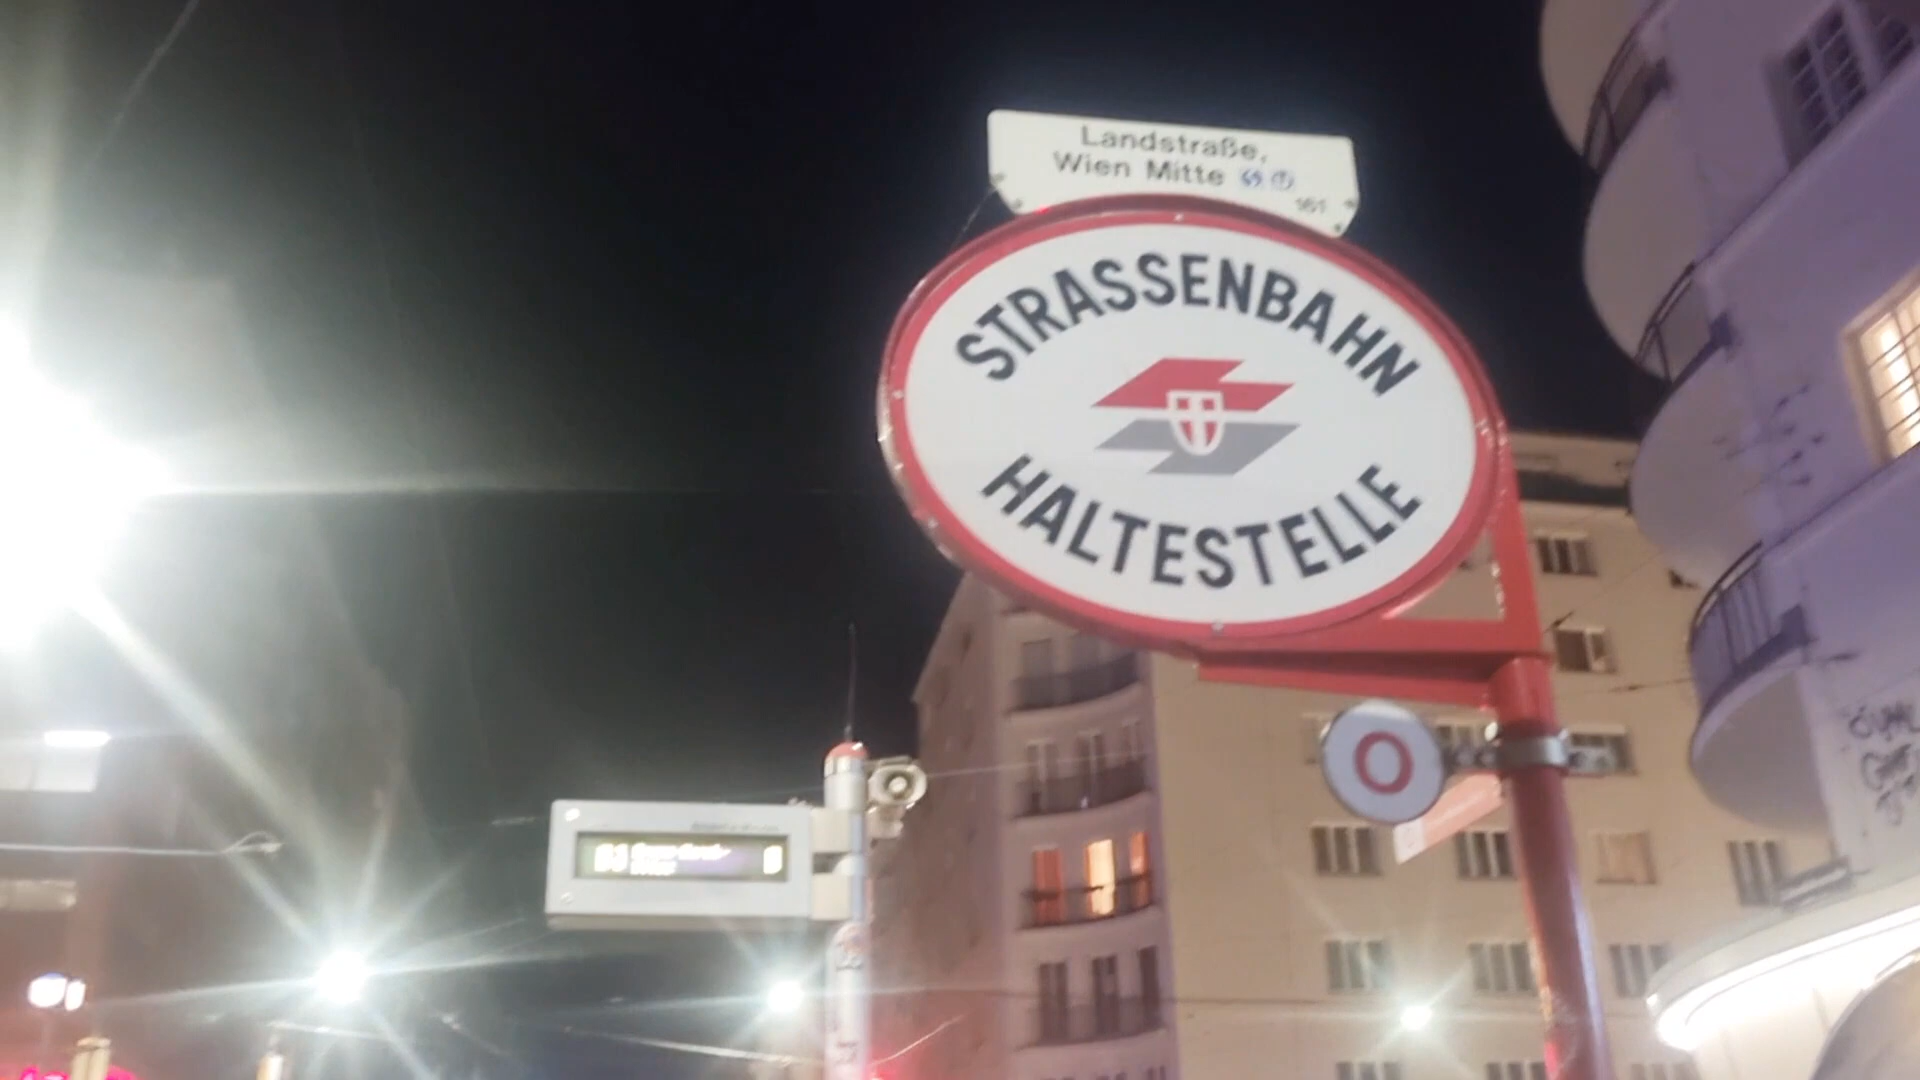 Landstraße,
Wien Mitte
161
STRASSENBAHN
HALTESTELLE
O